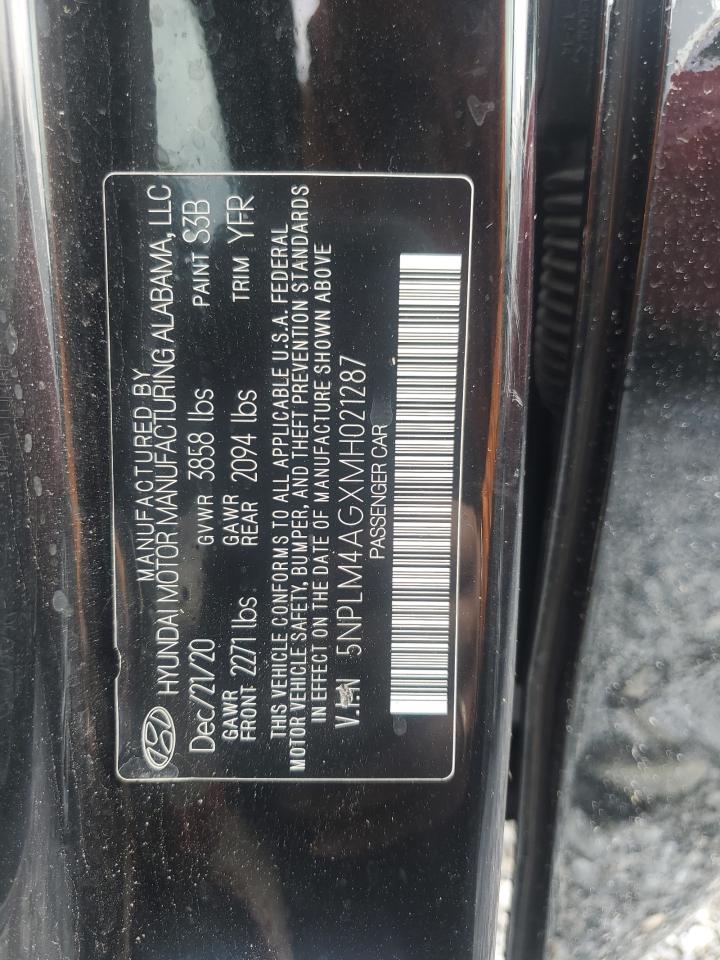 MANUFACTURED BY
HYUNDAI MOTOR MANUFACTURING ALABAMA, LLC
Dec/21/20 GVWR 3858 lbs PAINT S3B
GAWR FRONT 2271 lbs GAWR REAR 2094 lbs TRIM YFR
THIS VEHICLE CONFORMS TO ALL APPLICABLE U.S.A. FEDERAL
MOTOR VEHICLE SAFETY, BUMPER, AND THEFT PREVENTION STANDARDS
IN EFFECT ON THE DATE OF MANUFACTURE SHOWN ABOVE
V.I.N 5NPLM4AGXMH021287
PASSENGER CAR